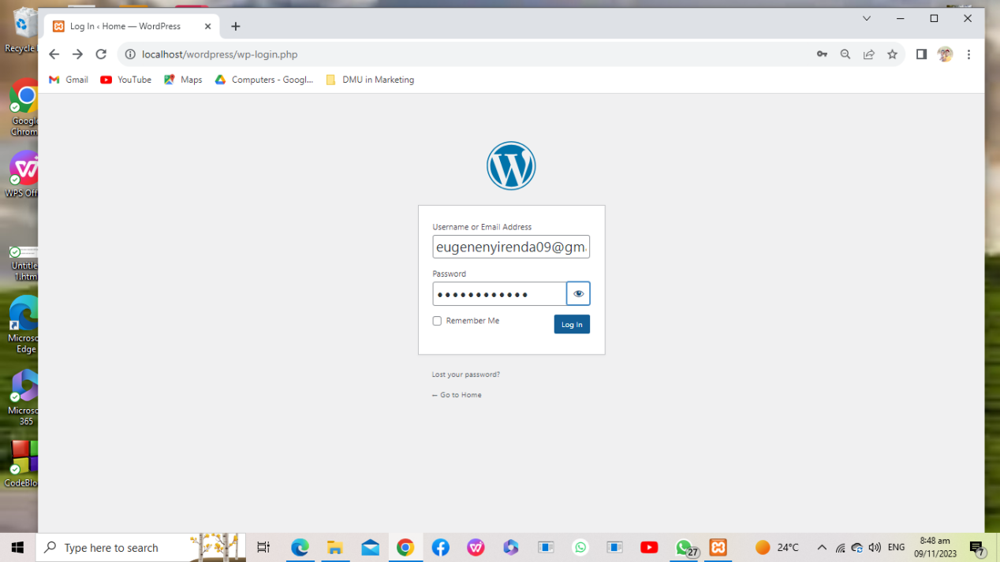 Log In ‹ Home — WordPress
localhost/wordpress/wp-login.php
Gmail
YouTube
Maps
Computers - Googl...
DMU in Marketing
Recycle
Google
Chrom
WPS Off
Untitle
1.htm
Micros
Edge
Micros
365
CodeBlo
Username or Email Address
eugenenyirenda09@gm
Password
Remember Me
Log In
Lost your password?
← Go to Home
Type here to search
27
24°C
ENG
8:48 am
09/11/2023
7